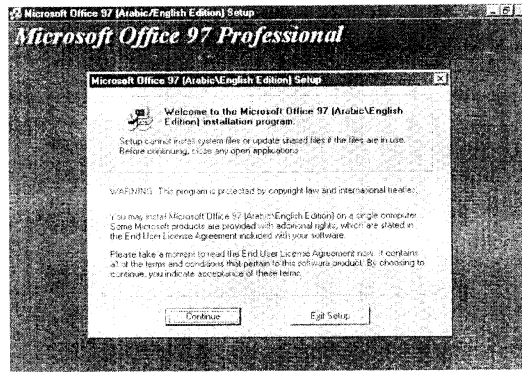 Microsoft Office 97 (Arabic/English Edition) Setup
Microsoft Office 97 Professional
Microsoft Office 97 (Arabic\English Edition) Setup
Welcome to the Microsoft Office 97 (Arabic\English
Edition) installation program.
Setup cannot install system files or update shared files if the files are in use.
Before continuing, close any open applications.
WARNING: This program is protected by copyright law and international treaties.
You may install Microsoft Office 97 (Arabic\English Edition) on a single computer.
Some Microsoft products are provided with additional rights, which are stated in
the End User License Agreement included with your software.
Please take a moment to read the End User License Agreement now. It contains
all of the terms and conditions that pertain to this software product. By choosing to
continue, you indicate acceptance of these terms.
Continue
Exit Setup